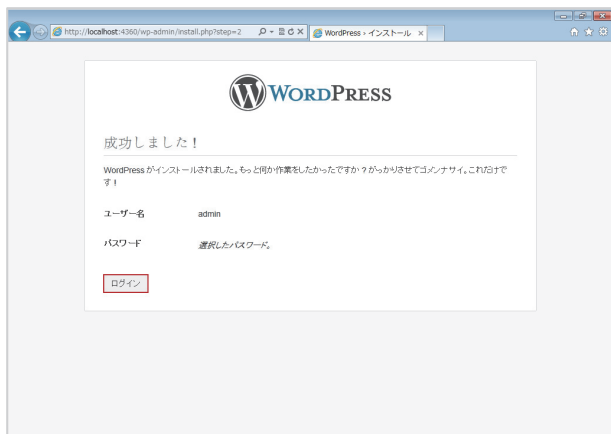 http://localhost:4360/wp-admin/install.php?step=2
WordPress › インストール
WORDPRESS
成功しました！
WordPress がインストールされました。もっと何か作業をしたかったですか？がっかりさせてゴメンナサイ。これだけで
す！
ユーザー名 admin
パスワード 選択したパスワード。
ログイン